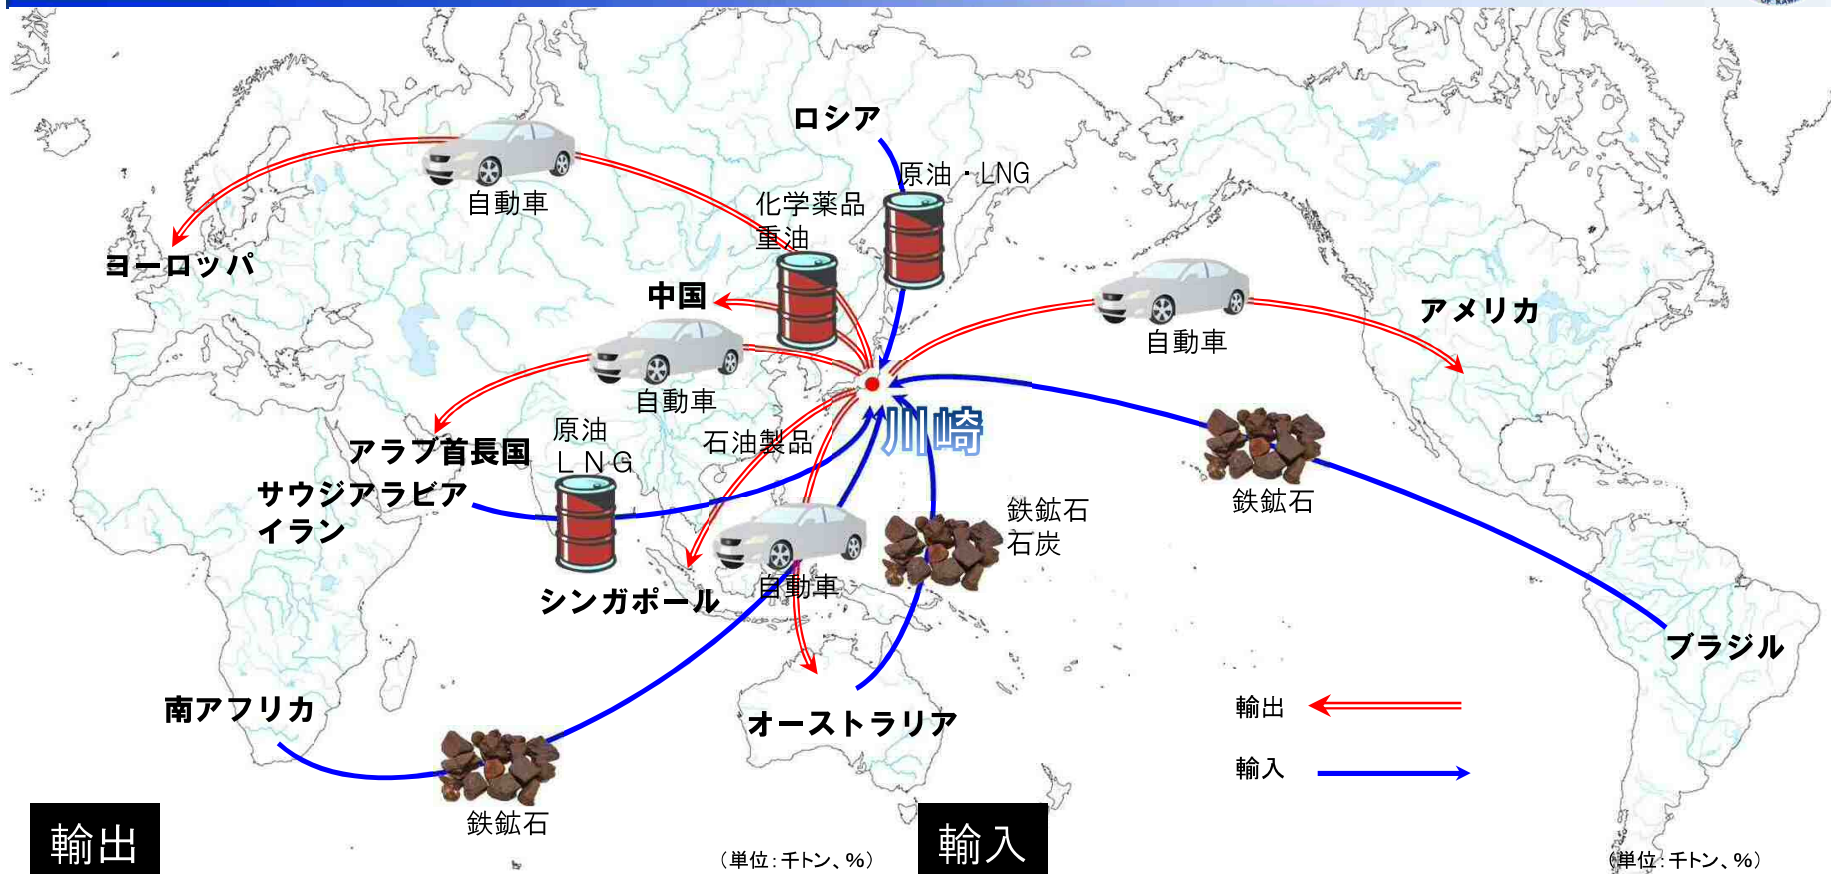 ロシア
原油・LNG
化学薬品
重油
自動車
ヨーロッパ
中国
アメリカ
自動車
自動車
川崎
アラブ首長国
原油
ＬＮＧ
石油製品
サウジアラビア
イラン
鉄鉱石
鉄鉱石
石炭
自動車
シンガポール
ブラジル
南アフリカ
オーストラリア
輸出
輸入
鉄鉱石
輸出
（単位：千トン、％）
輸入
（単位：千トン、％）